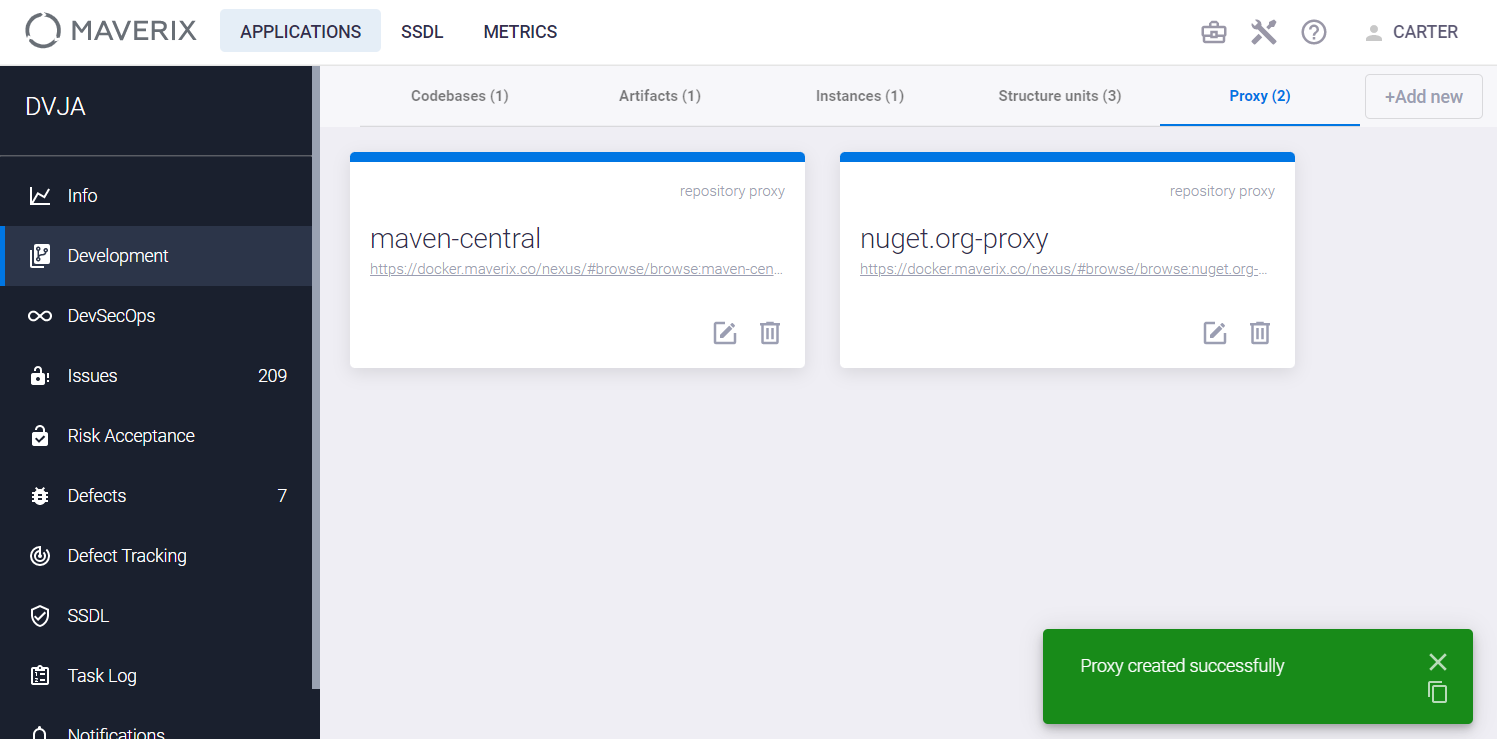 MAVERIX
APPLICATIONS
SSDL
METRICS
CARTER
DVJA
Info
Development
DevSecOps
Issues 209
Risk Acceptance
Defects 7
Defect Tracking
SSDL
Task Log
Notifications
Codebases (1)
Artifacts (1)
Instances (1)
Structure units (3)
Proxy (2)
+Add new
repository proxy
maven-central
https://docker.maverix.co/nexus/#browse/browse:maven-cen...
repository proxy
nuget.org-proxy
https://docker.maverix.co/nexus/#browse/browse:nuget.org-...
Proxy created successfully